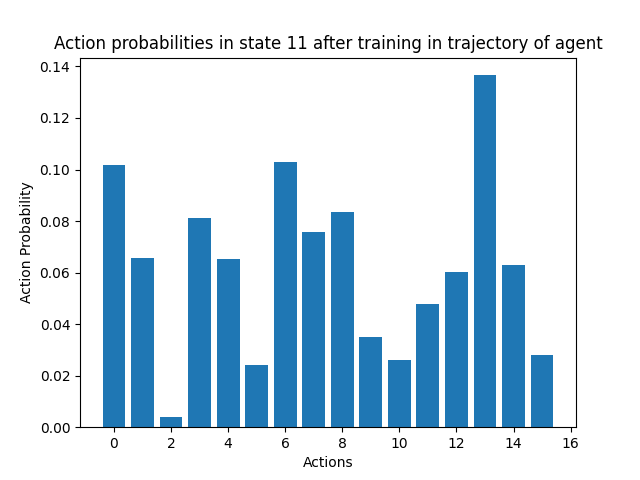 Action probabilities in state 11 after training in trajectory of agent
0.14
0.12
0.10
0.08
0.06
0.04
0.02
0.00
Action Probability
0 2 4 6 8 10 12 14 16
Actions